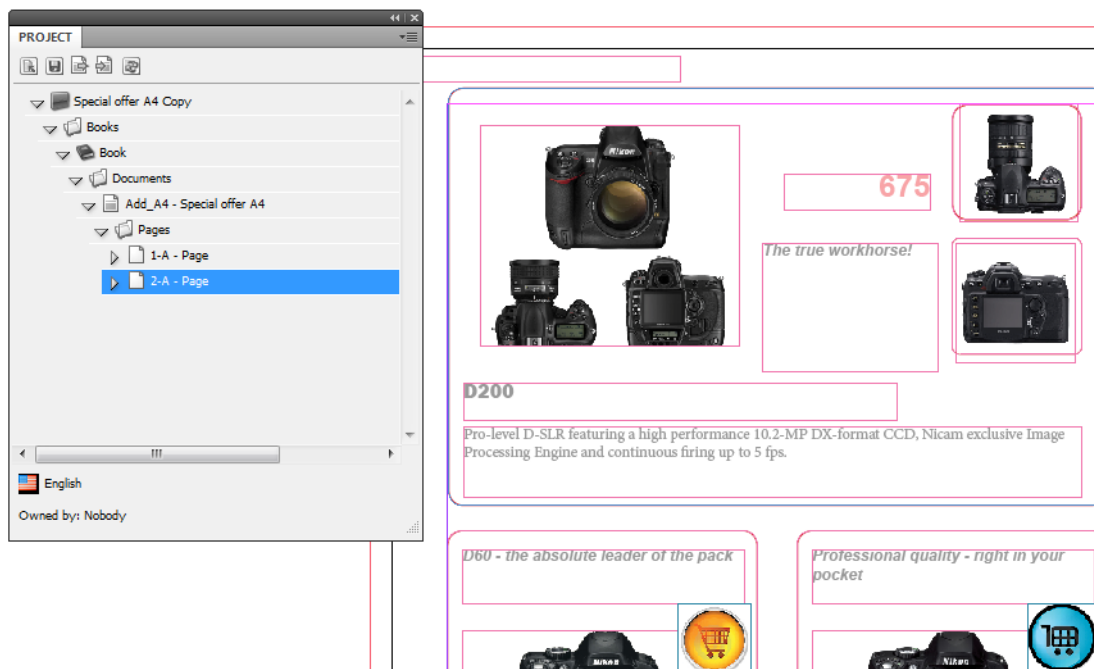 PROJECT
Special offer A4 Copy
Books
Book
Documents
Add_A4 - Special offer A4
Pages
1-A - Page
2-A - Page
English
Owned by: Nobody
Nikon
675
The true workhorse!
D200
Pro-level D-SLR featuring a high performance 10.2-MP DX-format CCD, Nicam exclusive Image
Processing Engine and continuous firing up to 5 fps.
D60 - the absolute leader of the pack
Professional quality - right in your
pocket
Nikon
Nikon